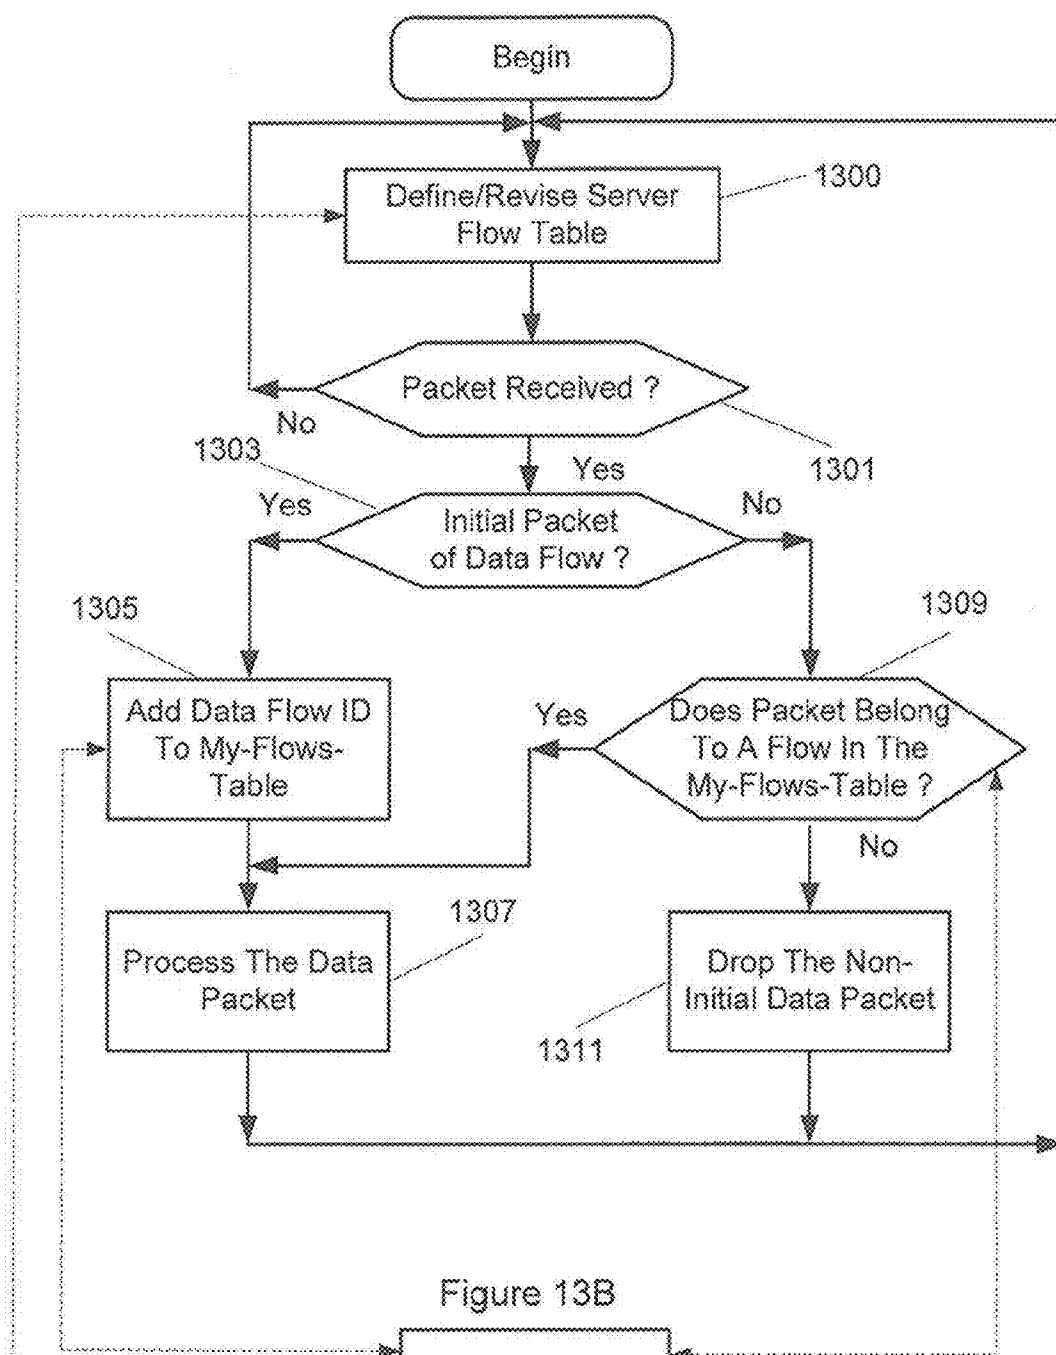 Begin
1300
Define/Revise Server
Flow Table
Packet Received ?
No
1303
Yes
1301
Yes
Initial Packet
of Data Flow ?
No
1305
1309
Add Data Flow ID
To My-Flows-
Table
Yes
Does Packet Belong
To A Flow In The
My-Flows-Table ?
No
1307
Process The Data
Packet
Drop The Non-
Initial Data Packet
1311
Figure 13B